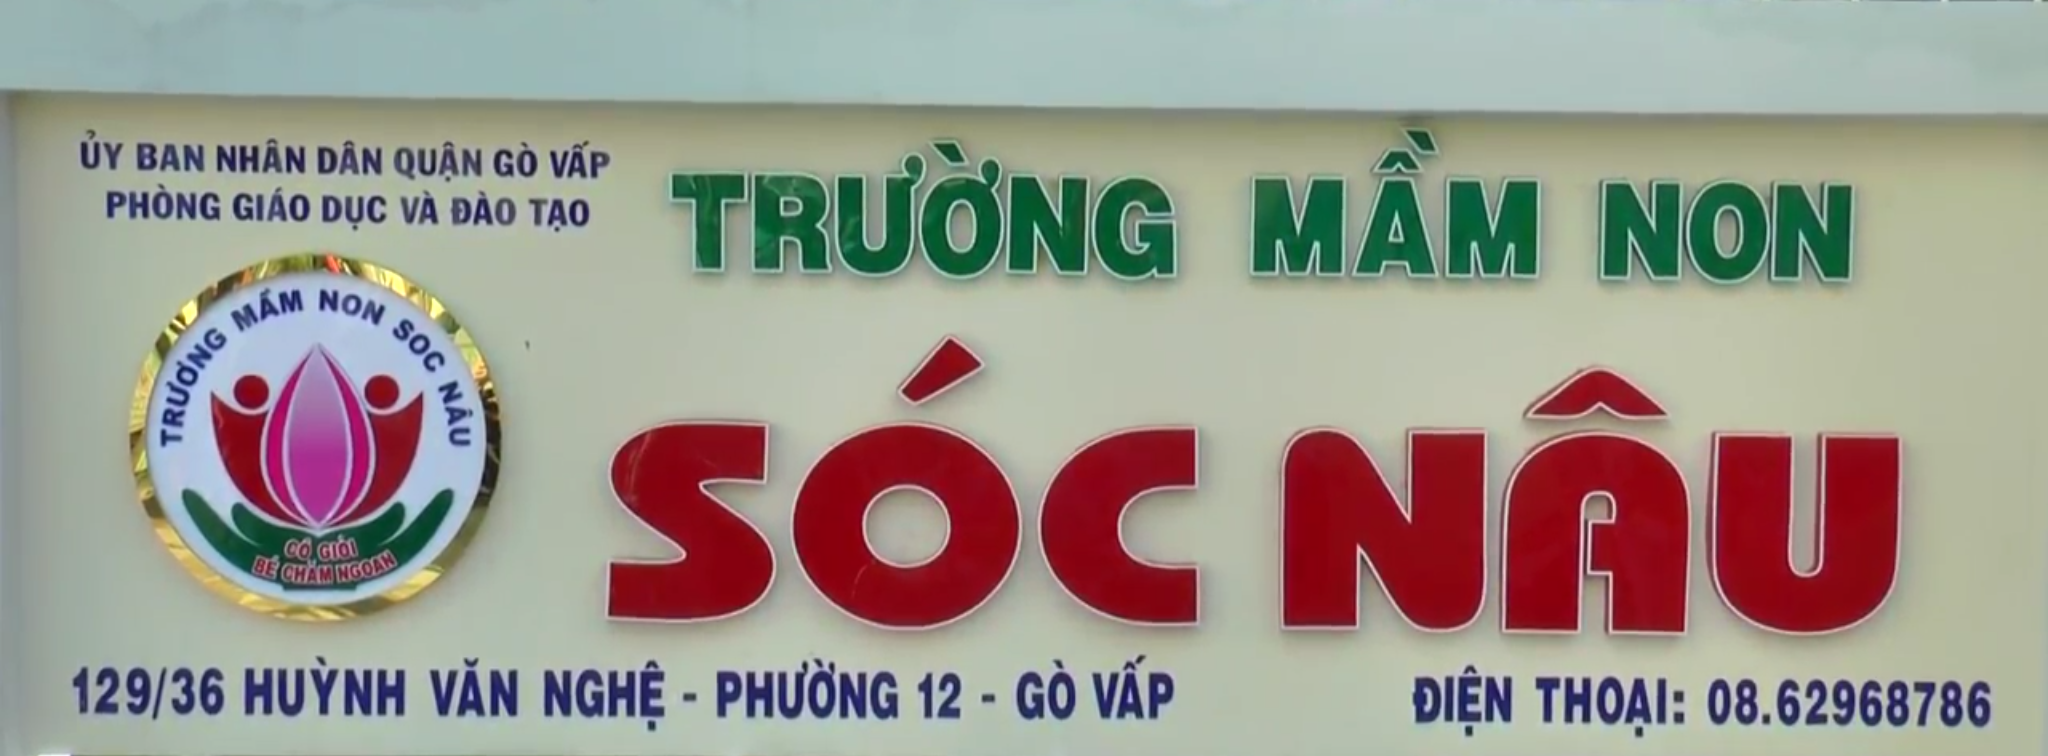 ỦY BAN NHÂN DÂN QUẬN GÒ VẤP
PHÒNG GIÁO DỤC VÀ ĐÀO TẠO
TRƯỜNG MẦM NON
SÓC NÂU
TRƯỜNG MẦM NON SOC NÂU
CÔ GIỎI
BÉ CHĂM NGOAN
129/36 HUỲNH VĂN NGHỆ - PHƯỜNG 12 - GÒ VẤP
ĐIỆN THOẠI: 08.62968786